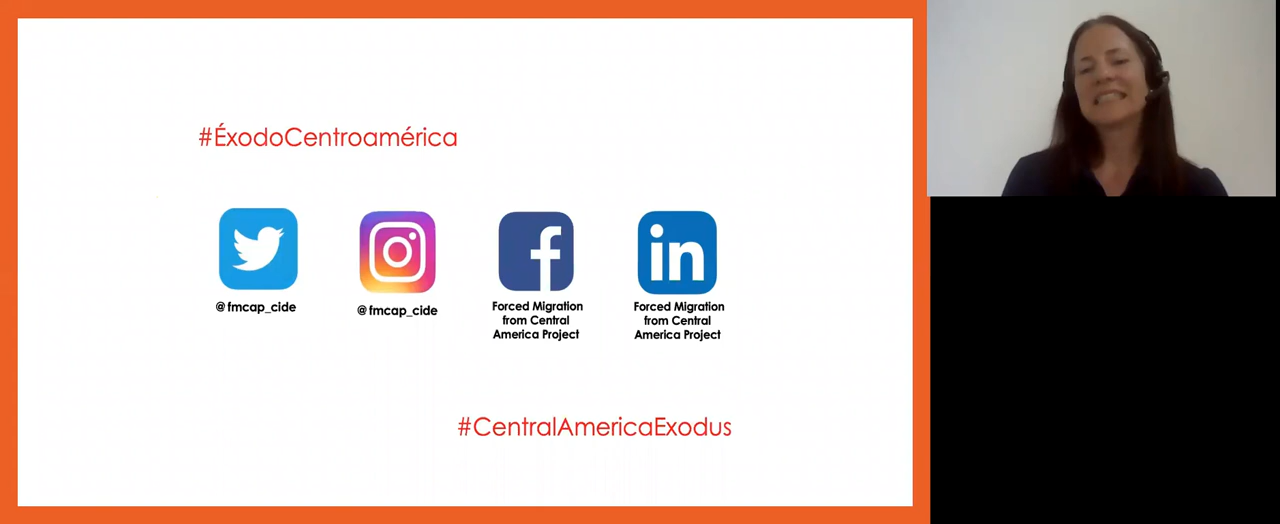 #ÉxodoCentroamérica
@fmcap_cide
@fmcap_cide
Forced Migration
from Central
America Project
Forced Migration
from Central
America Project
#CentralAmericaExodus